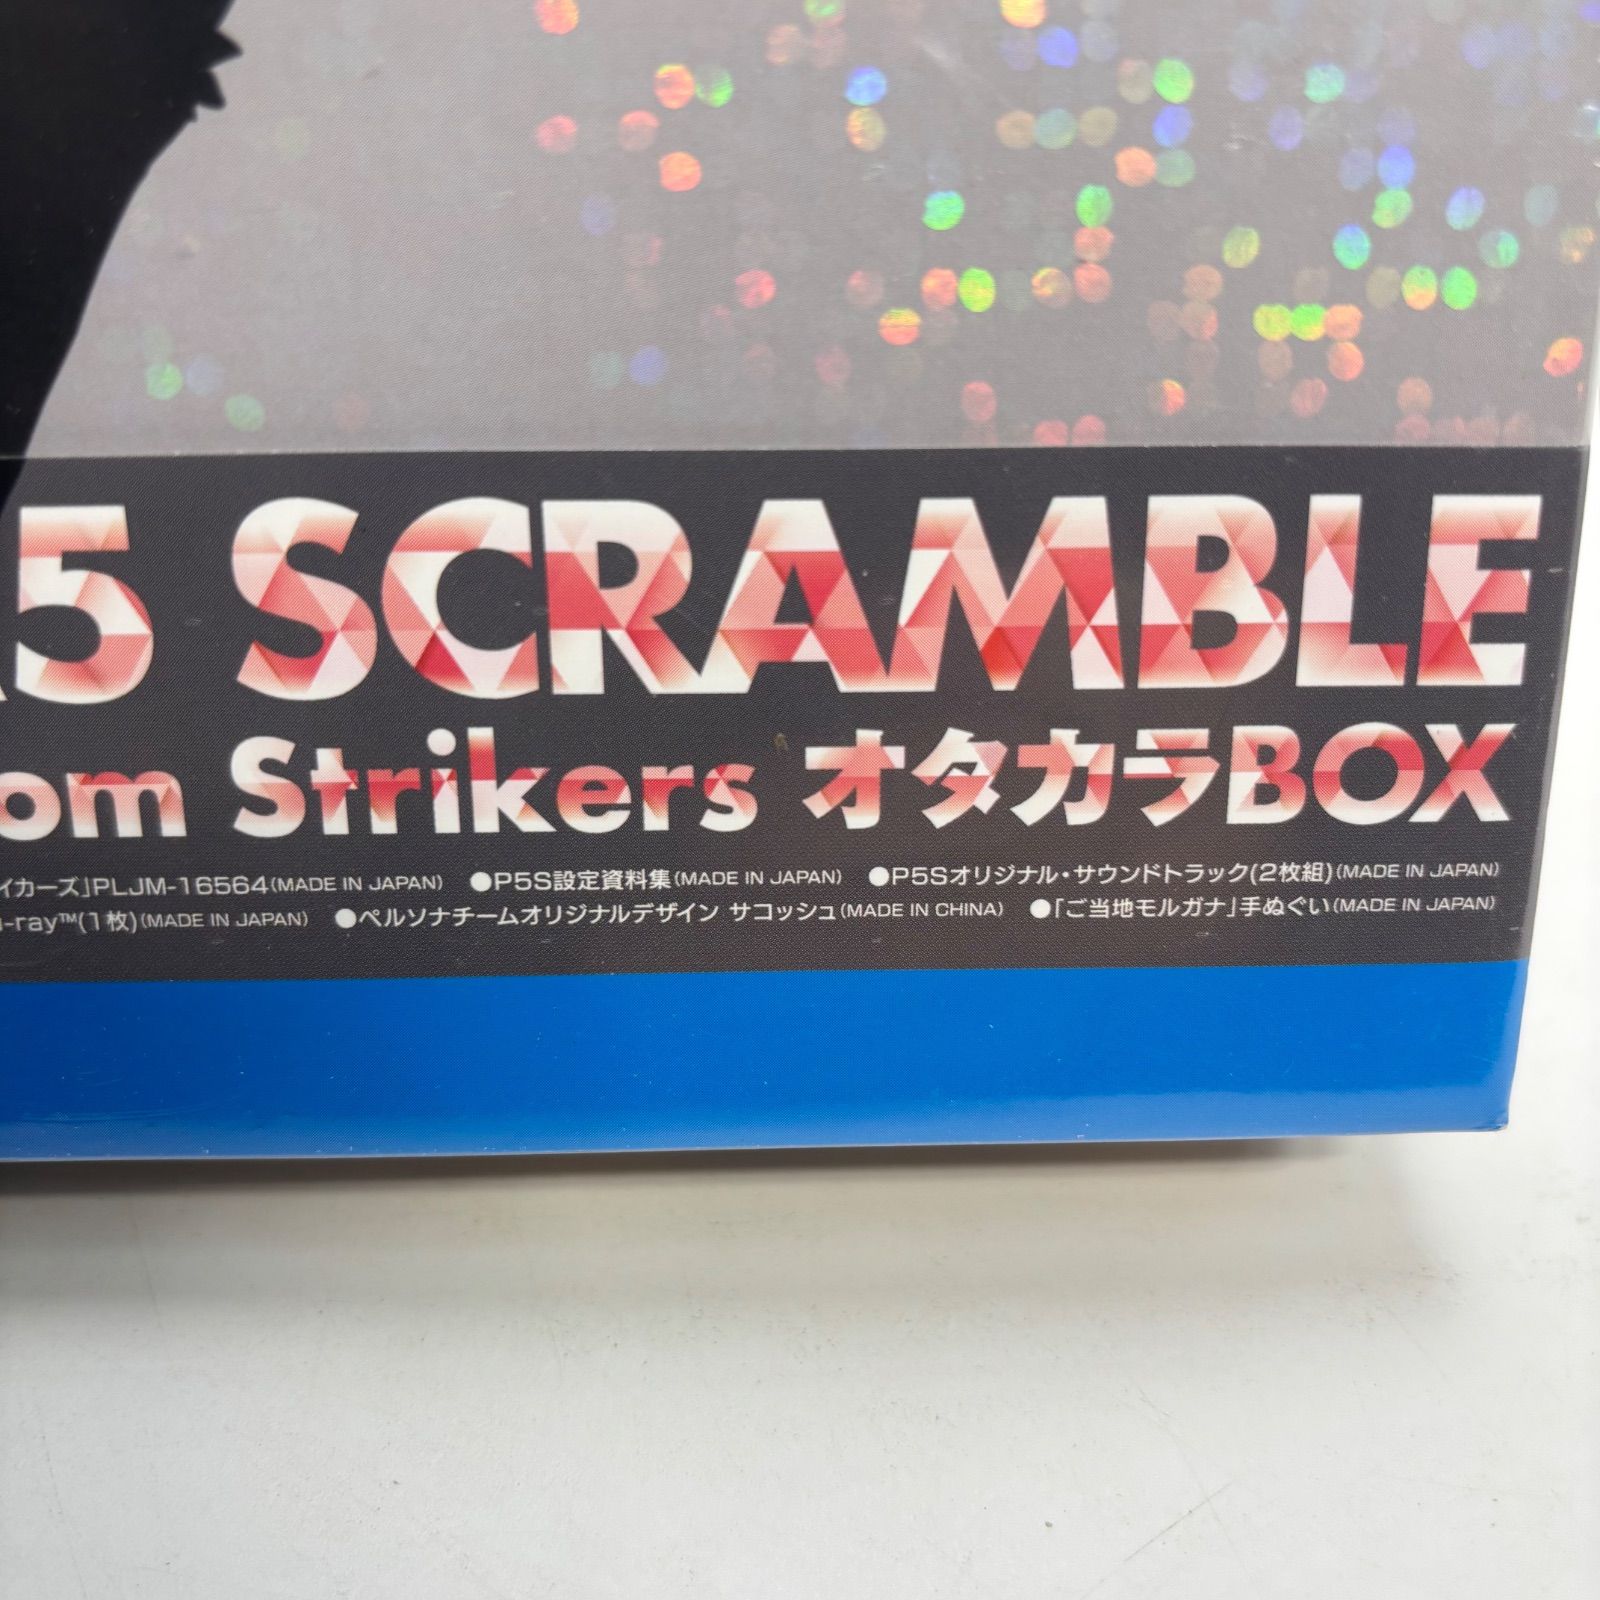 5 SCRAMBLE
om Strikers オタカラBOX
イカーズ」PLJM-16564(MADE IN JAPAN) ●P5S設定資料集(MADE IN JAPAN) ●P5Sオリジナル・サウンドトラック(2枚組)(MADE IN JAPAN)
-ray™(1枚)(MADE IN JAPAN) ●ペルソナチームオリジナルデザイン サコッシュ(MADE IN CHINA) ●「ご当地モルガナ」手ぬぐい(MADE IN JAPAN)